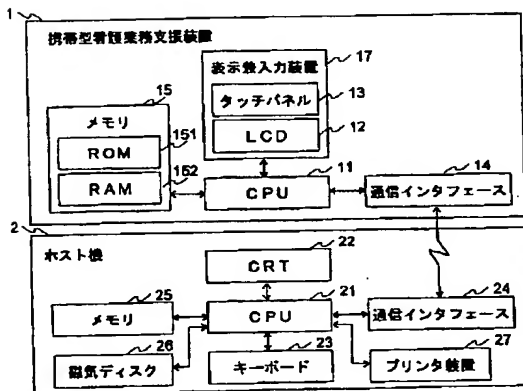 1
携帯型看護業務支援装置
17
表示兼入力装置
15
13
タッチパネル
メモリ
151
12
LCD
ROM
152
11
14
RAM
CPU
通信インタフェース
2
ホスト機
22
CRT
25
21
24
メモリ
CPU
通信インタフェース
26
23
27
磁気ディスク
キーボード
プリンタ装置